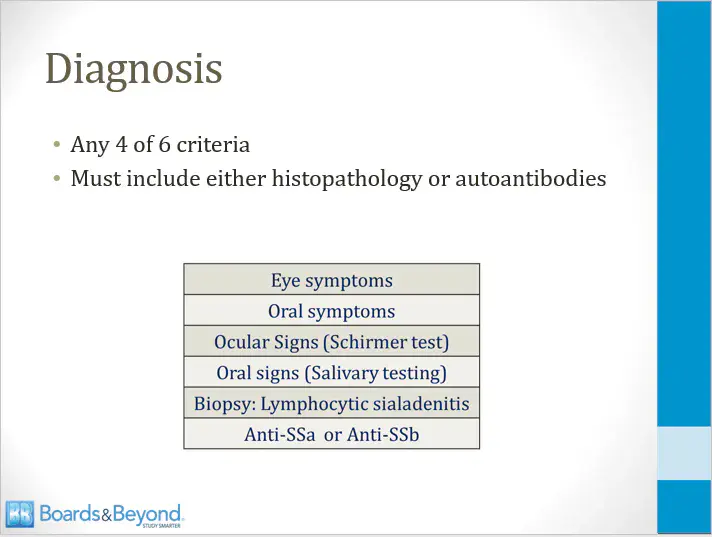 Diagnosis
• Any 4 of 6 criteria
• Must include either histopathology or autoantibodies
Eye symptoms
Oral symptoms
Ocular Signs (Schirmer test)
Oral signs (Salivary testing)
Biopsy: Lymphocytic sialadenitis
Anti-SSa or Anti-SSb
BB Boards&Beyond.
STUDY SMARTER